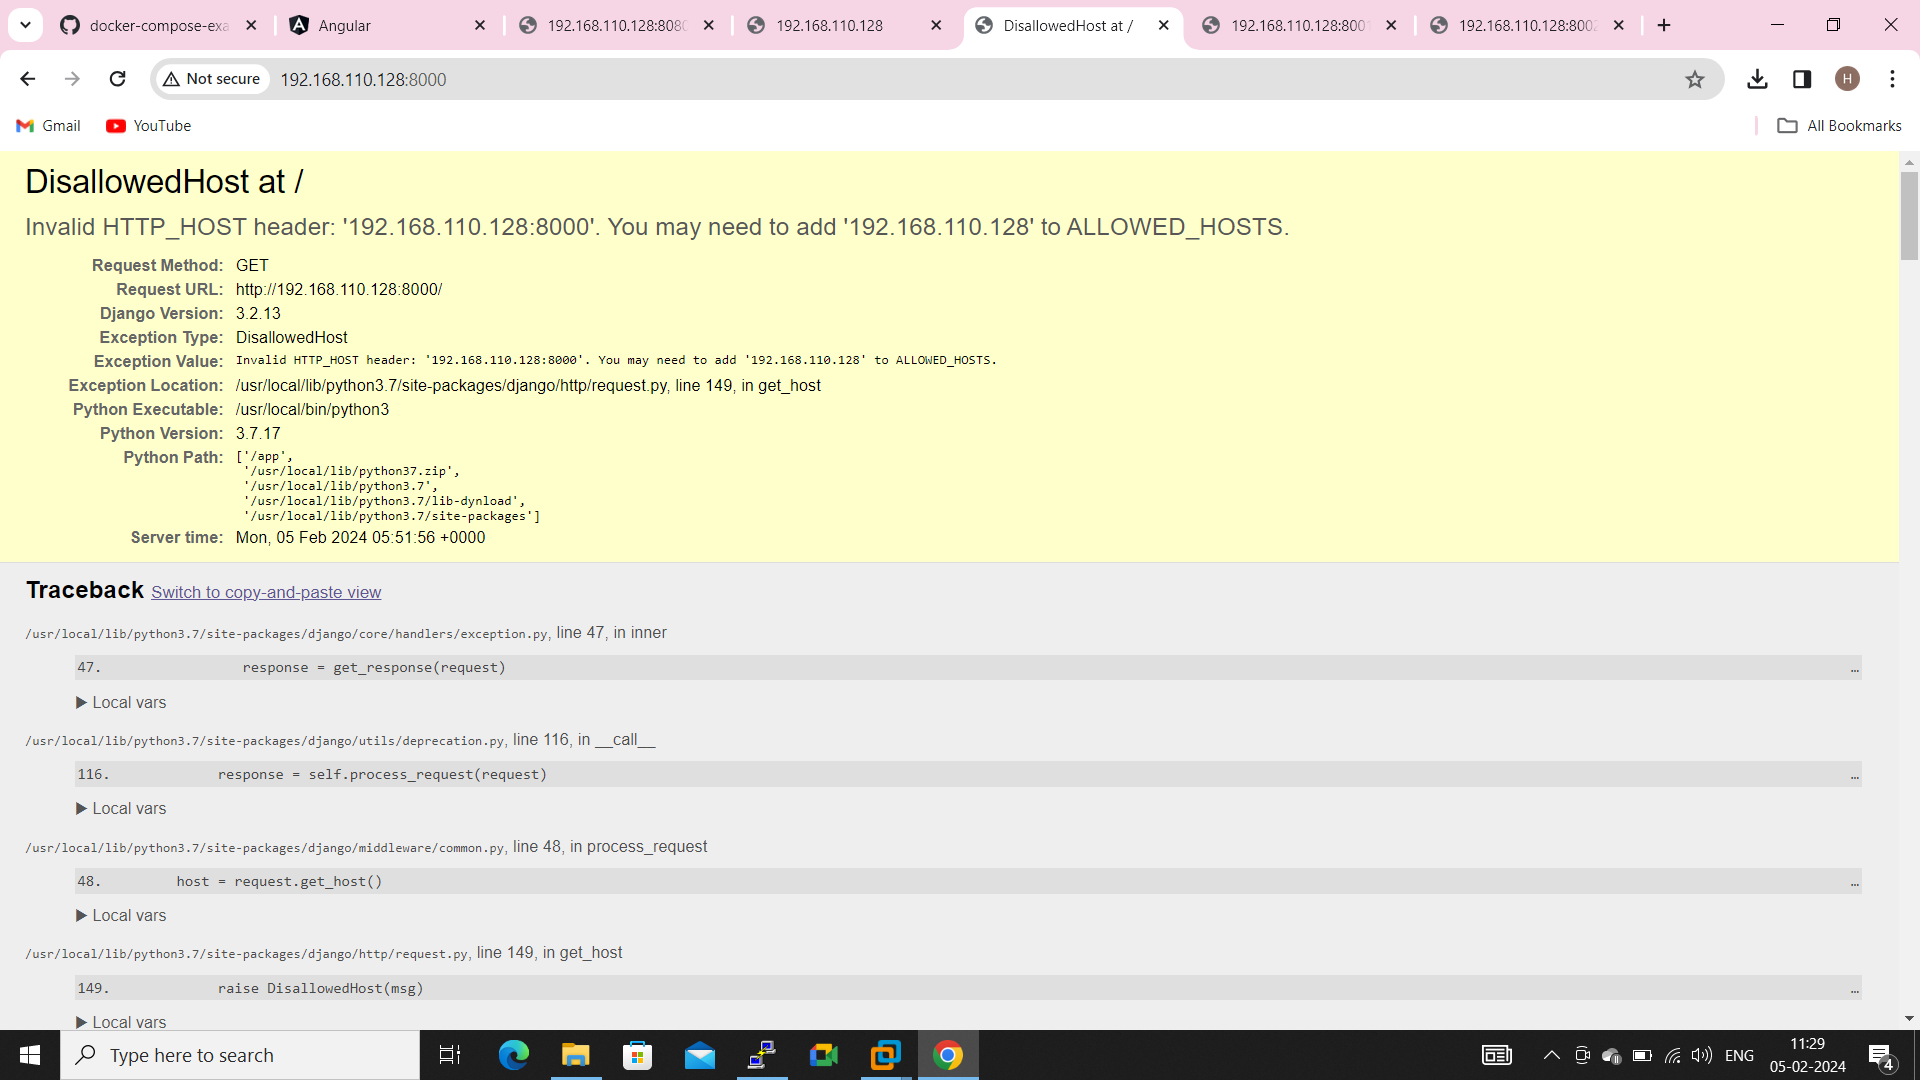 docker-compose-exa
Angular
192.168.110.128:808
192.168.110.128
DisallowedHost at /
192.168.110.128:8001
192.168.110.128:8002
Not secure
192.168.110.128:8000
H
Gmail
YouTube
All Bookmarks
DisallowedHost at /
Invalid HTTP_HOST header: '192.168.110.128:8000'. You may need to add '192.168.110.128' to ALLOWED_HOSTS.
Request Method: GET
Request URL: http://192.168.110.128:8000/
Django Version: 3.2.13
Exception Type: DisallowedHost
Exception Value: Invalid HTTP_HOST header: '192.168.110.128:8000'. You may need to add '192.168.110.128' to ALLOWED_HOSTS.
Exception Location: /usr/local/lib/python3.7/site-packages/django/http/request.py, line 149, in get_host
Python Executable: /usr/local/bin/python3
Python Version: 3.7.17
Python Path: ['/app',
'/usr/local/lib/python37.zip',
'/usr/local/lib/python3.7',
'/usr/local/lib/python3.7/lib-dynload',
'/usr/local/lib/python3.7/site-packages']
Server time: Mon, 05 Feb 2024 05:51:56 +0000
Traceback Switch to copy-and-paste view
/usr/local/lib/python3.7/site-packages/django/core/handlers/exception.py, line 47, in inner
47. response = get_response(request) …
▶ Local vars
/usr/local/lib/python3.7/site-packages/django/utils/deprecation.py, line 116, in __call__
116. response = self.process_request(request) …
▶ Local vars
/usr/local/lib/python3.7/site-packages/django/middleware/common.py, line 48, in process_request
48. host = request.get_host() …
▶ Local vars
/usr/local/lib/python3.7/site-packages/django/http/request.py, line 149, in get_host
149. raise DisallowedHost(msg) …
▶ Local vars
Type here to search
ENG
11:29
05-02-2024
4